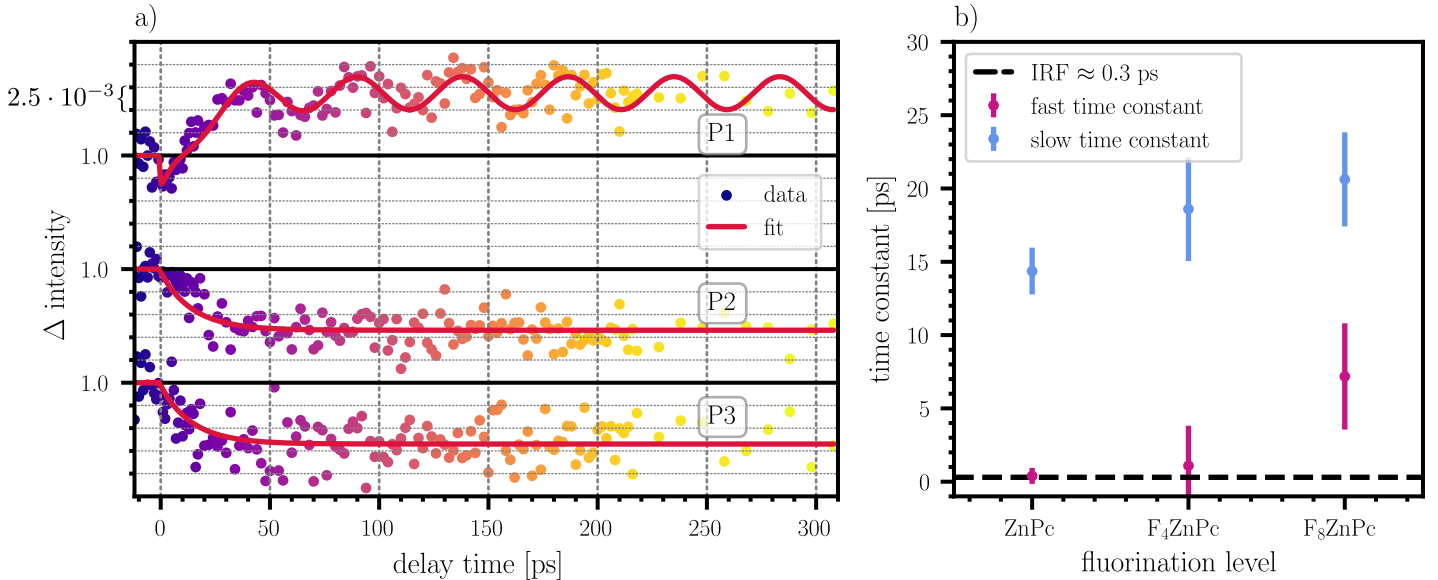 a)
2.5 · 10⁻³{
1.0
1.0
1.0
Δ intensity
P1
data
fit
P2
P3
0 50 100 150 200 250 300
delay time [ps]
b)
30
25
20
15
10
5
0
time constant [ps]
IRF ≈ 0.3 ps
fast time constant
slow time constant
ZnPc F₄ZnPc F₈ZnPc
fluorination level